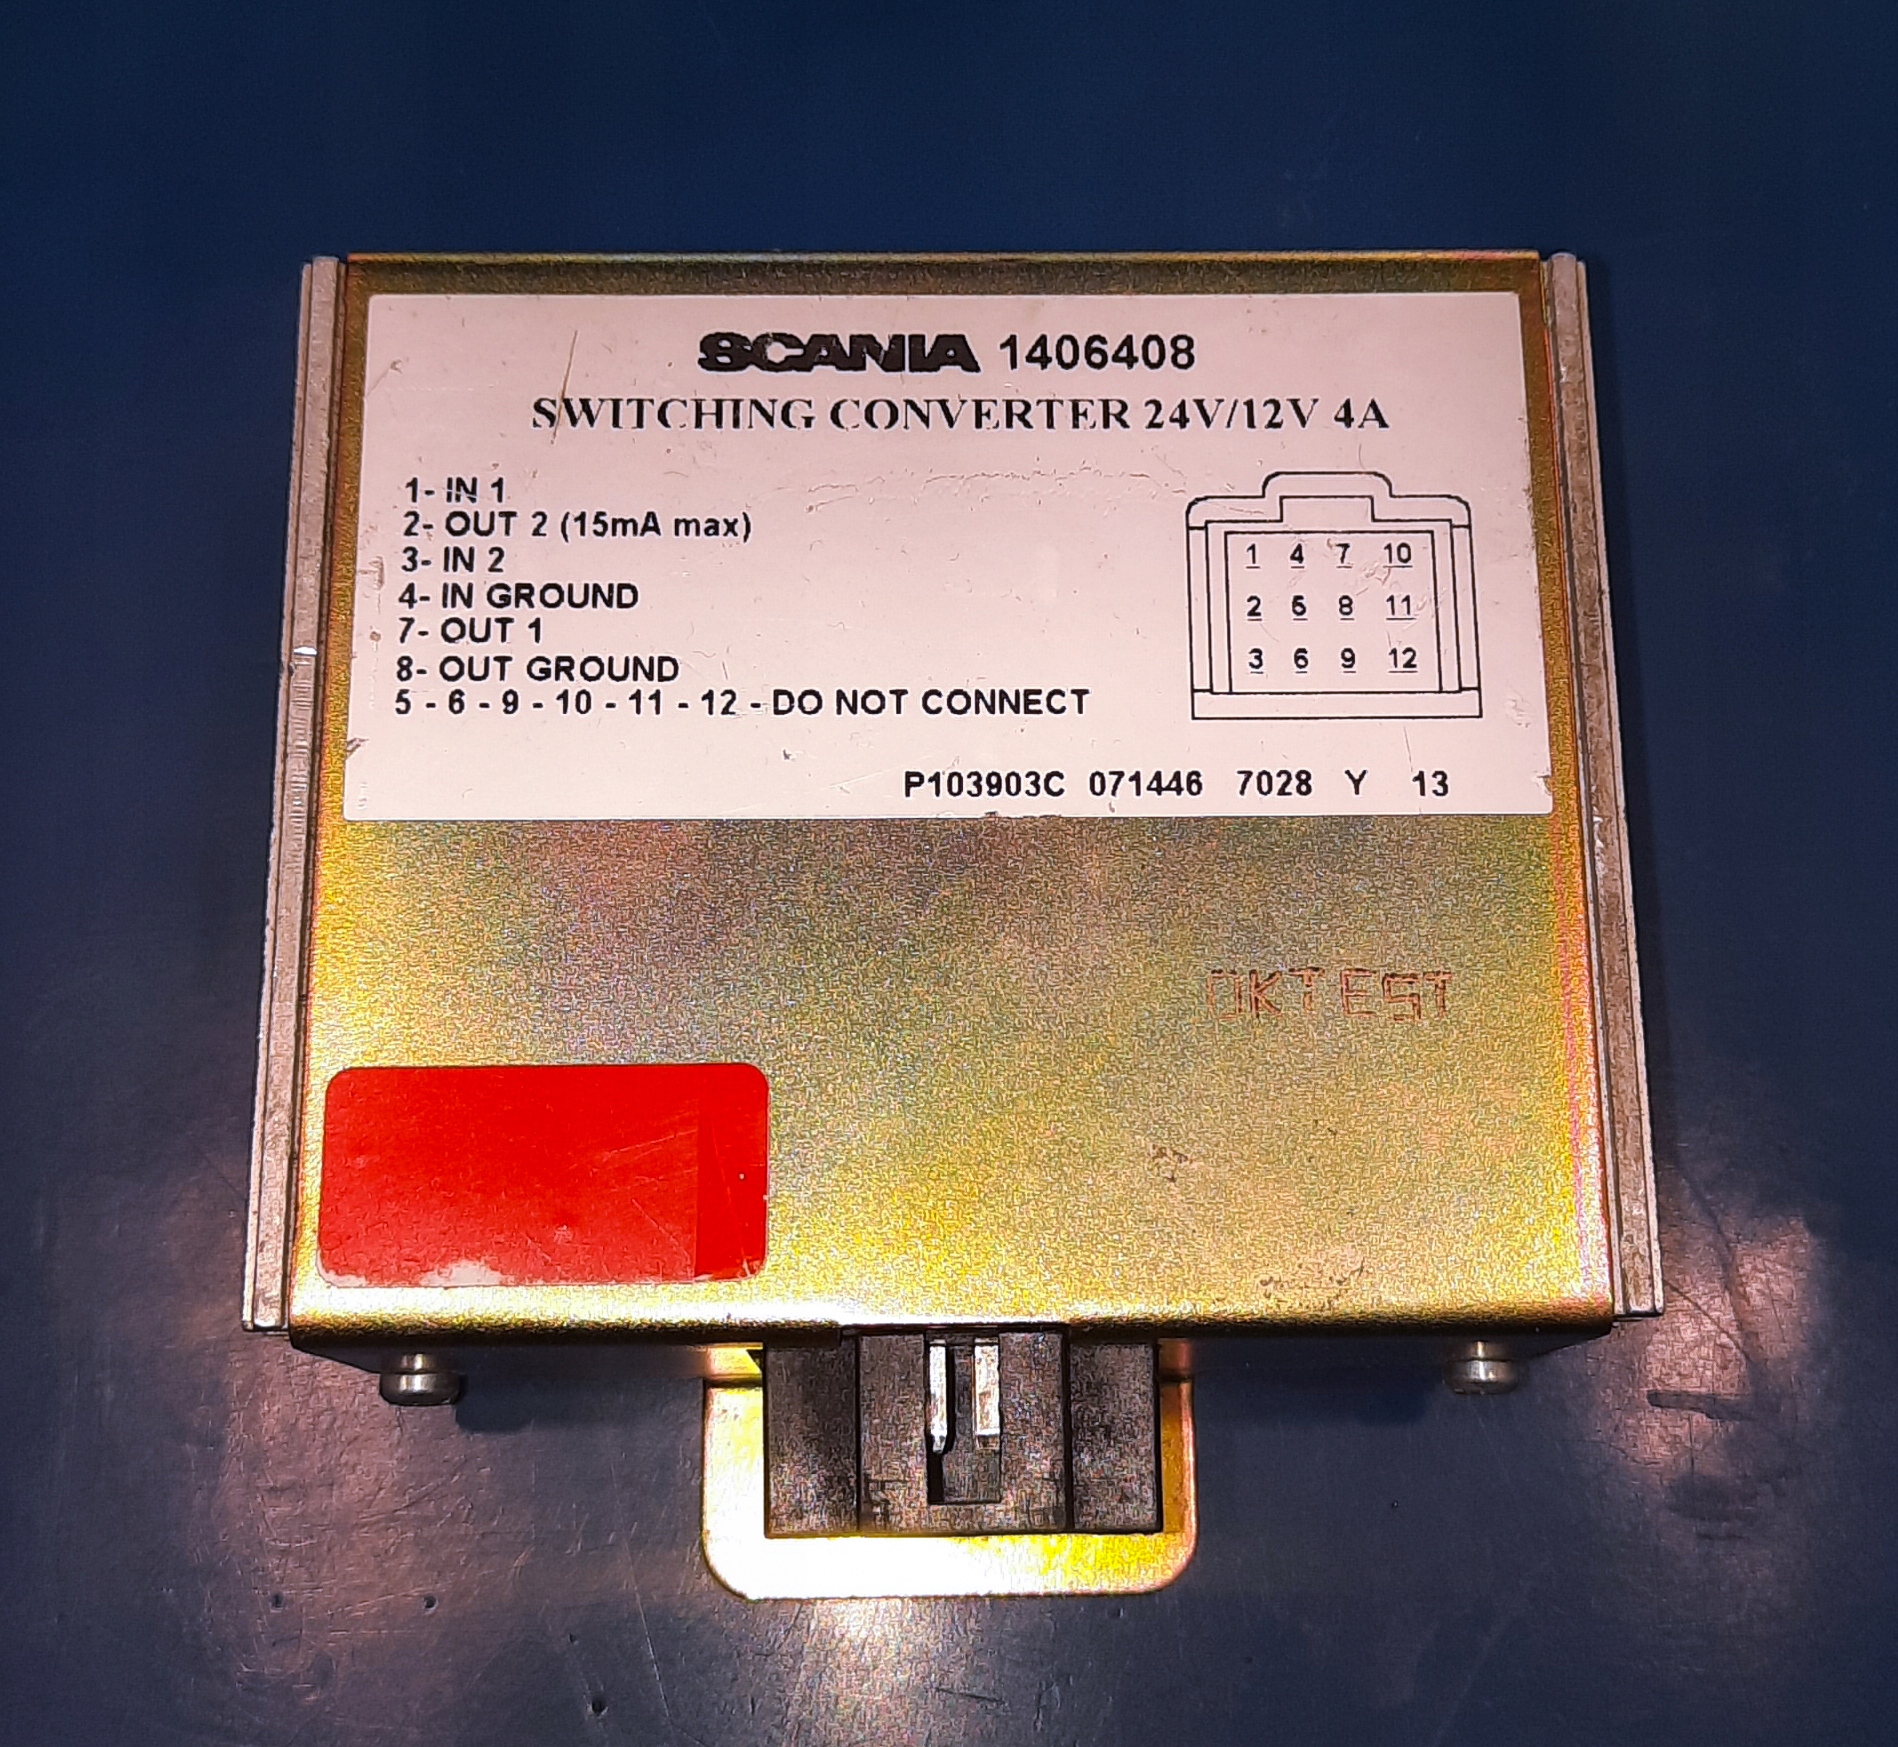 SCANIA 1406408
SWITCHING CONVERTER 24V/12V 4A
1- IN 1
2- OUT 2 (15mA max)
3- IN 2
4- IN GROUND
7- OUT 1
8- OUT GROUND
5 - 6 - 9 - 10 - 11 - 12 - DO NOT CONNECT
1 4 7 10
2 5 8 11
3 6 9 12
P103903C 071446 7028 Y 13
OKTEST